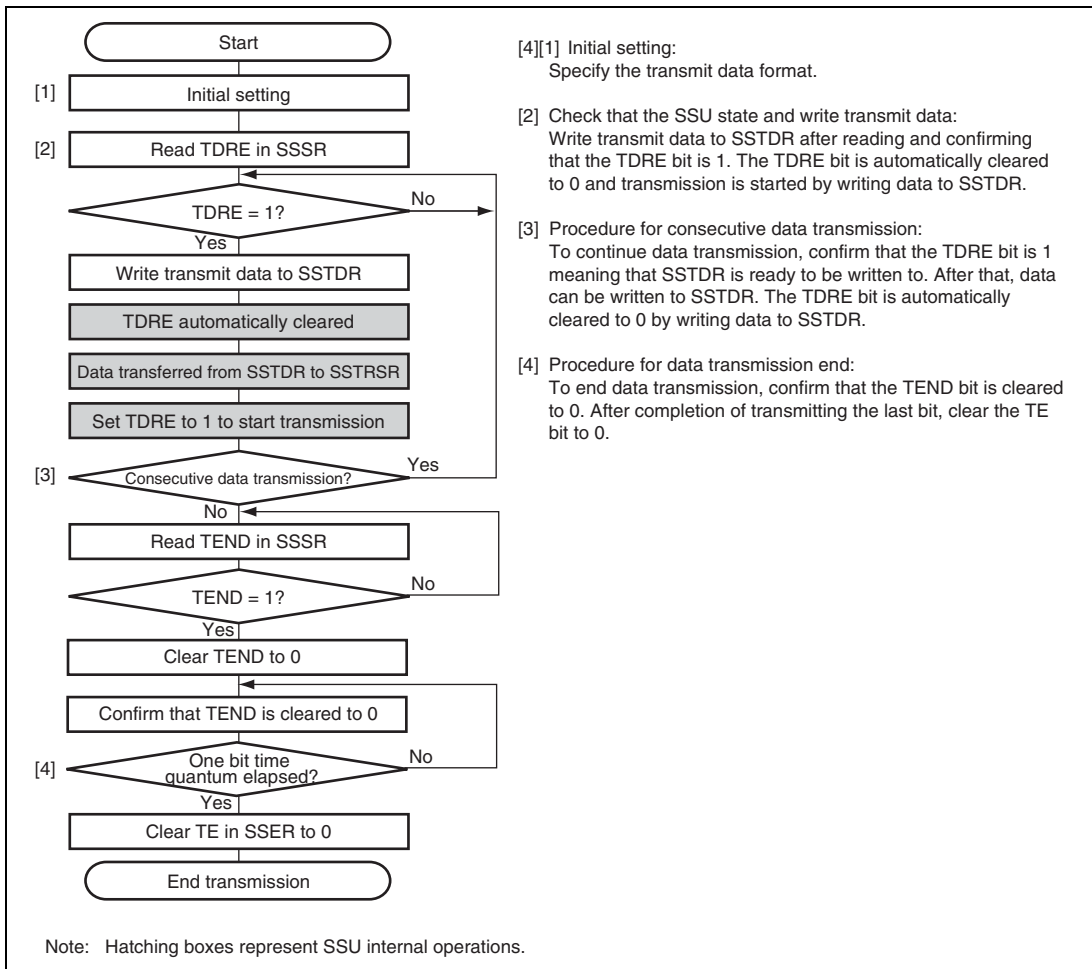 Start
[1] Initial setting
[2] Read TDRE in SSSR
TDRE = 1?
No
Yes
Write transmit data to SSTDR
TDRE automatically cleared
Data transferred from SSTDR to SSTRSR
Set TDRE to 1 to start transmission
[3] Consecutive data transmission?
Yes
No
Read TEND in SSSR
TEND = 1?
No
Yes
Clear TEND to 0
Confirm that TEND is cleared to 0
[4] One bit time
quantum elapsed?
No
Yes
Clear TE in SSER to 0
End transmission
[4][1] Initial setting:
Specify the transmit data format.
[2] Check that the SSU state and write transmit data:
Write transmit data to SSTDR after reading and confirming
that the TDRE bit is 1. The TDRE bit is automatically cleared
to 0 and transmission is started by writing data to SSTDR.
[3] Procedure for consecutive data transmission:
To continue data transmission, confirm that the TDRE bit is 1
meaning that SSTDR is ready to be written to. After that, data
can be written to SSTDR. The TDRE bit is automatically
cleared to 0 by writing data to SSTDR.
[4] Procedure for data transmission end:
To end data transmission, confirm that the TEND bit is cleared
to 0. After completion of transmitting the last bit, clear the TE
bit to 0.
Note: Hatching boxes represent SSU internal operations.